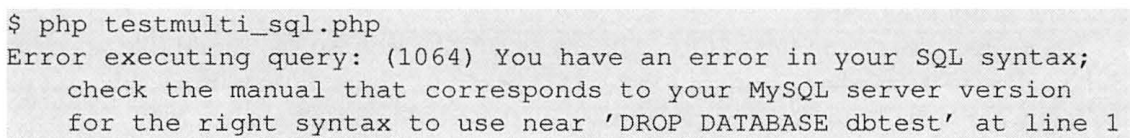 $ php testmulti_sql.php
Error executing query: (1064) You have an error in your SQL syntax;
check the manual that corresponds to your MySQL server version
for the right syntax to use near 'DROP DATABASE dbtest' at line 1